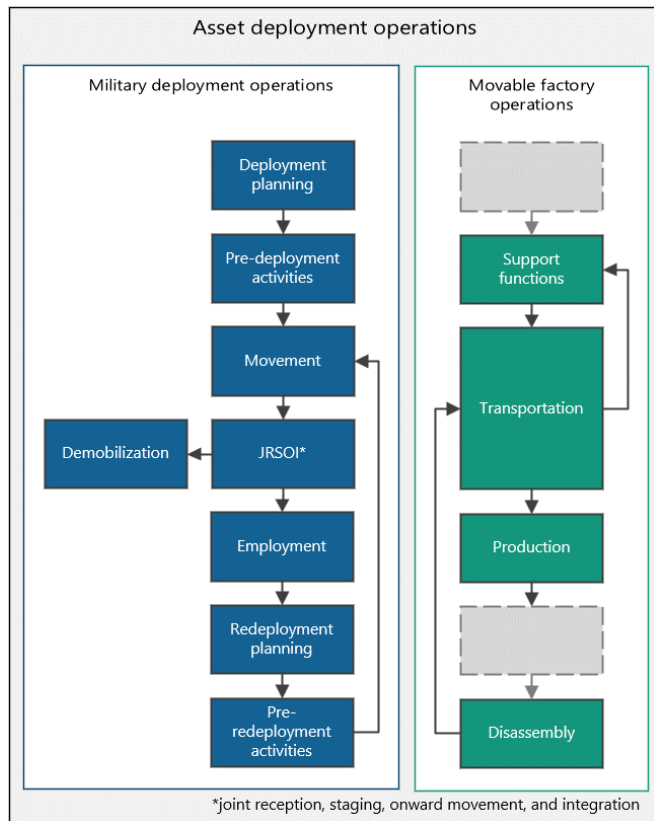 Asset deployment operations
Military deployment operations
Deployment
planning
Pre-deployment
activities
Movement
Demobilization
JRSOI*
Employment
Redeployment
planning
Pre-
redeployment
activities
Movable factory
operations
Support
functions
Transportation
Production
Disassembly
*joint reception, staging, onward movement, and integration